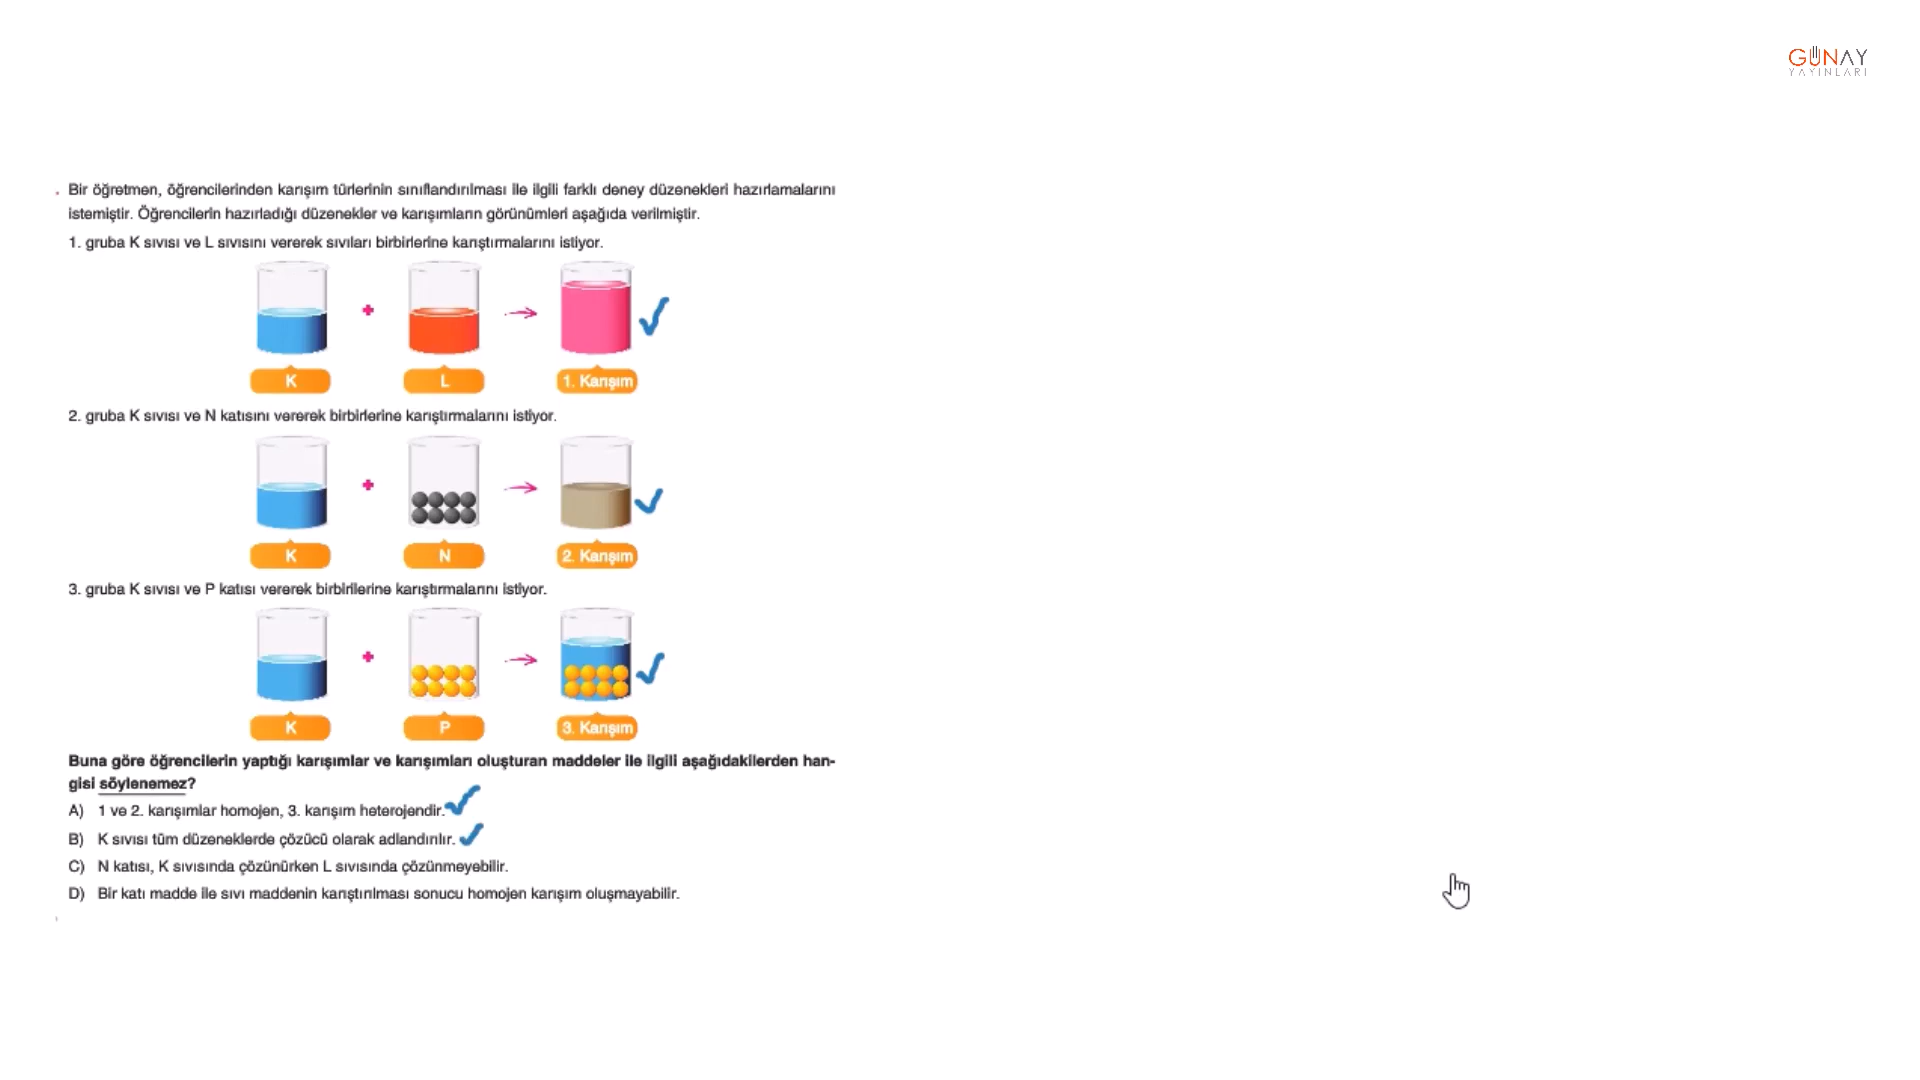 GÜNAY
YAYINLARI
Bir öğretmen, öğrencilerinden karışım türlerinin sınıflandırılması ile ilgili farklı deney düzenekleri hazırlamalarını
istemiştir. Öğrencilerin hazırladığı düzenekler ve karışımların görünümleri aşağıda verilmiştir.
1. gruba K sıvısı ve L sıvısını vererek sıvıları birbirlerine karıştırmalarını istiyor.
K + L → 1. Karışım
2. gruba K sıvısı ve N katısını vererek birbirlerine karıştırmalarını istiyor.
K + N → 2. Karışım
3. gruba K sıvısı ve P katısı vererek birbirilerine karıştırmalarını istiyor.
K + P → 3. Karışım
Buna göre öğrencilerin yaptığı karışımlar ve karışımları oluşturan maddeler ile ilgili aşağıdakilerden han-
gisi söylenemez?
A) 1 ve 2. karışımlar homojen, 3. karışım heterojendir.
B) K sıvısı tüm düzeneklerde çözücü olarak adlandırılır.
C) N katısı, K sıvısında çözünürken L sıvısında çözünmeyebilir.
D) Bir katı madde ile sıvı maddenin karıştırılması sonucu homojen karışım oluşmayabilir.